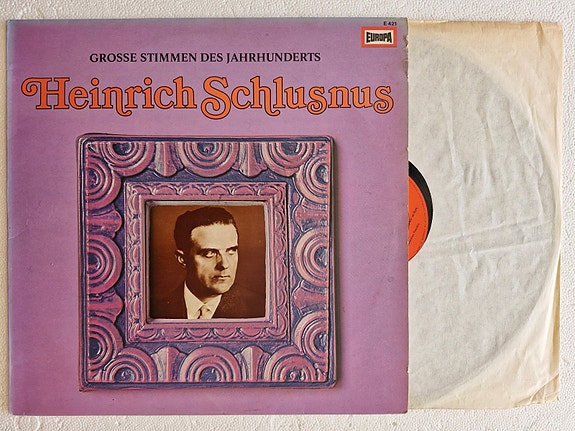 E 421
EUROPA
GROSSE STIMMEN DES JAHRHUNDERTS
Heinrich Schlusnus